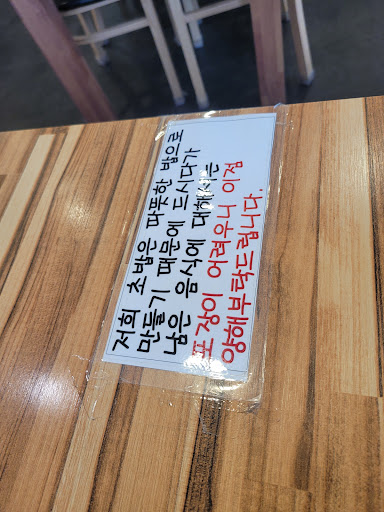 저희 초밥은 따뜻한 밥으로
만들기 때문에 드시다가
남은 음식에 대해서는
포장이 어려우니 이점
양해부탁드립니다.